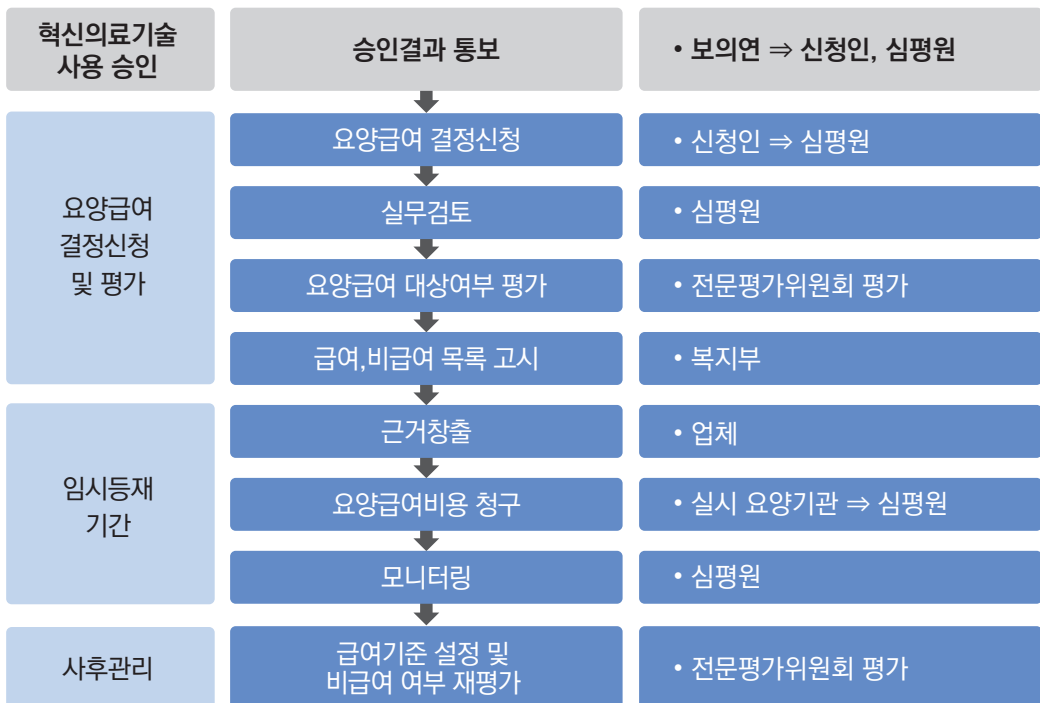 혁신의료기술
사용 승인
승인결과 통보
• 보의연 ⇒ 신청인, 심평원
요양급여
결정신청
및 평가
요양급여 결정신청
• 신청인 ⇒ 심평원
실무검토
• 심평원
요양급여 대상여부 평가
• 전문평가위원회 평가
급여,비급여 목록 고시
• 복지부
임시등재
기간
근거창출
• 업체
요양급여비용 청구
• 실시 요양기관 ⇒ 심평원
모니터링
• 심평원
사후관리
급여기준 설정 및
비급여 여부 재평가
• 전문평가위원회 평가